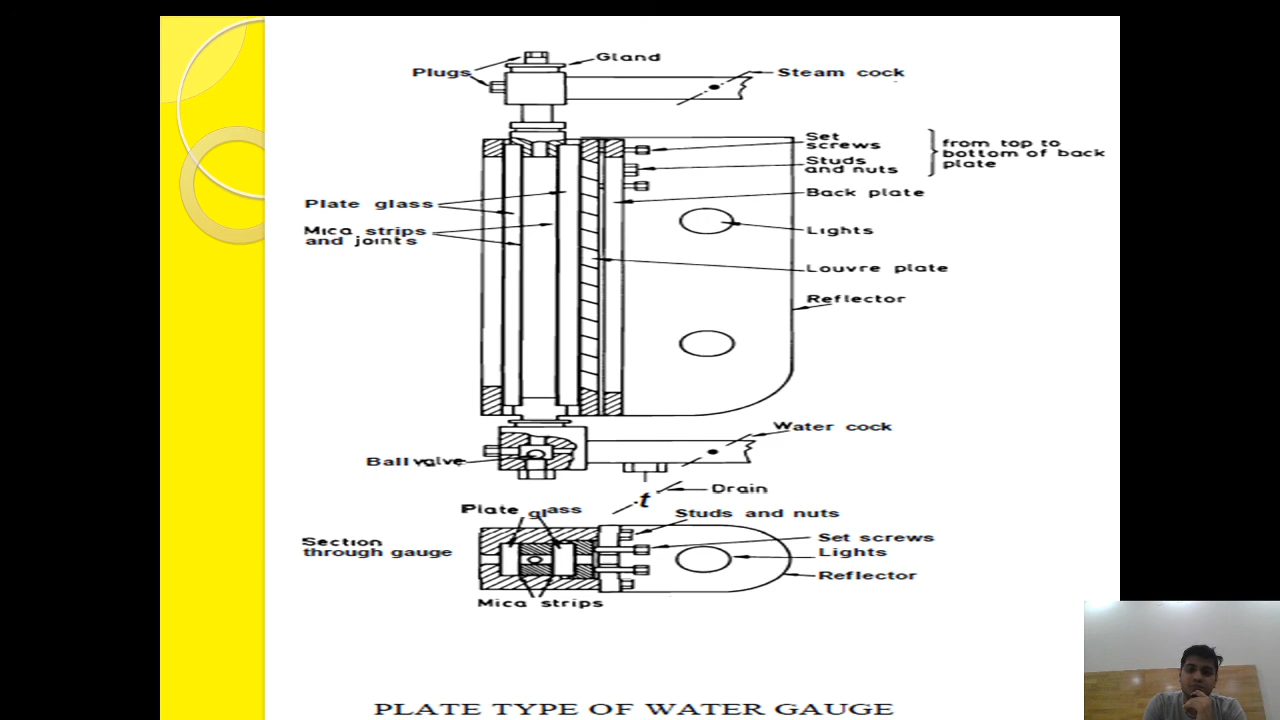 Gland
Plugs
Steam cock
Set
screws
Studs
and nuts
from top to
bottom of back
plate
Back plate
Plate glass
Mica strips
and joints
Lights
Louvre plate
Reflector
Water cock
Ball valve
Drain
t
Plate glass
Studs and nuts
Section
through gauge
Set screws
Lights
Reflector
Mica strips
PLATE TYPE OF WATER GAUGE